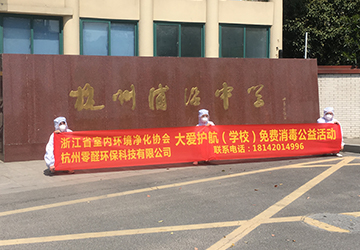 杭州浦沿中学
浙江省室内环境净化协会 大爱护航（学校）免费消毒公益活动
杭州零醛环保科技有限公司 联系电话：18142014996